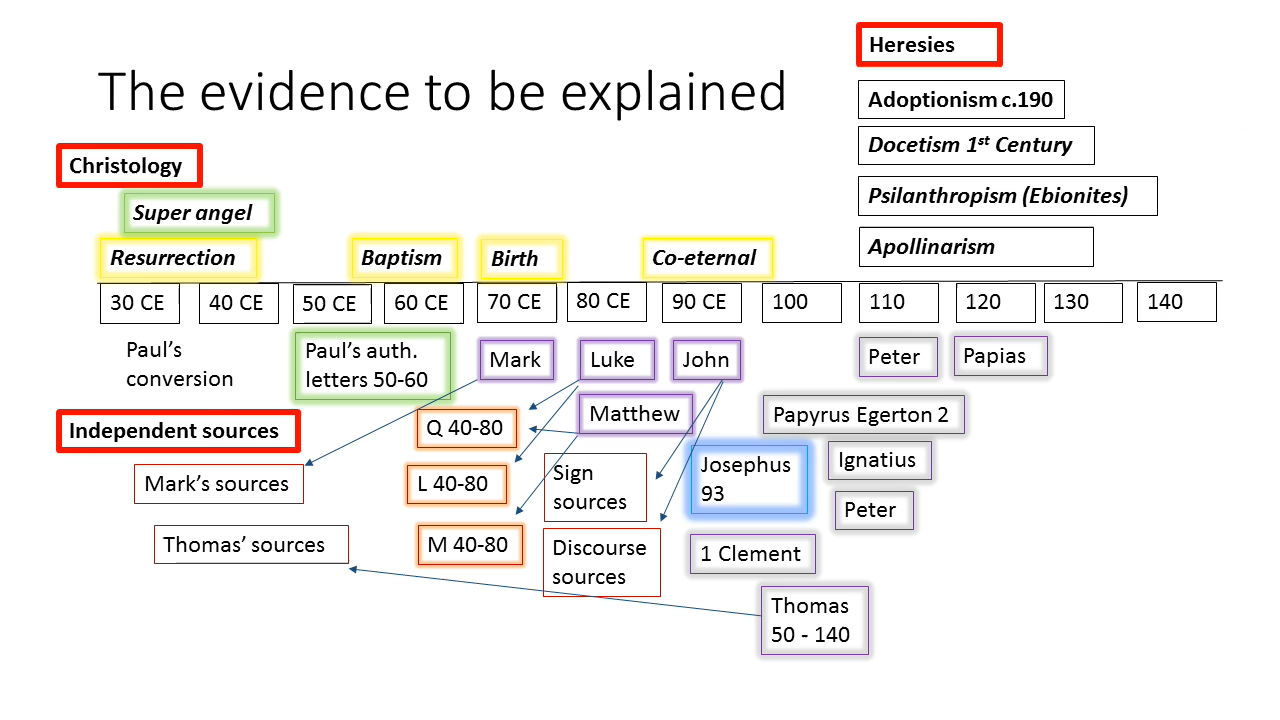 Heresies
The evidence to be explained
Adoptionism c.190
Docetism 1st Century
Christology
Psilanthropism (Ebionites)
Super angel
Apollinarism
Resurrection
Baptism
Birth
Co-eternal
30 CE
40 CE
50 CE
60 CE
70 CE
80 CE
90 CE
100
110
120
130
140
Paul's
conversion
Paul's auth.
letters 50-60
Mark
Luke
John
Peter
Papias
Matthew
Papyrus Egerton 2
Independent sources
Q 40-80
Ignatius
Mark's sources
L 40-80
Sign
sources
Josephus
93
Peter
Thomas' sources
M 40-80
Discourse
sources
1 Clement
Thomas
50 - 140